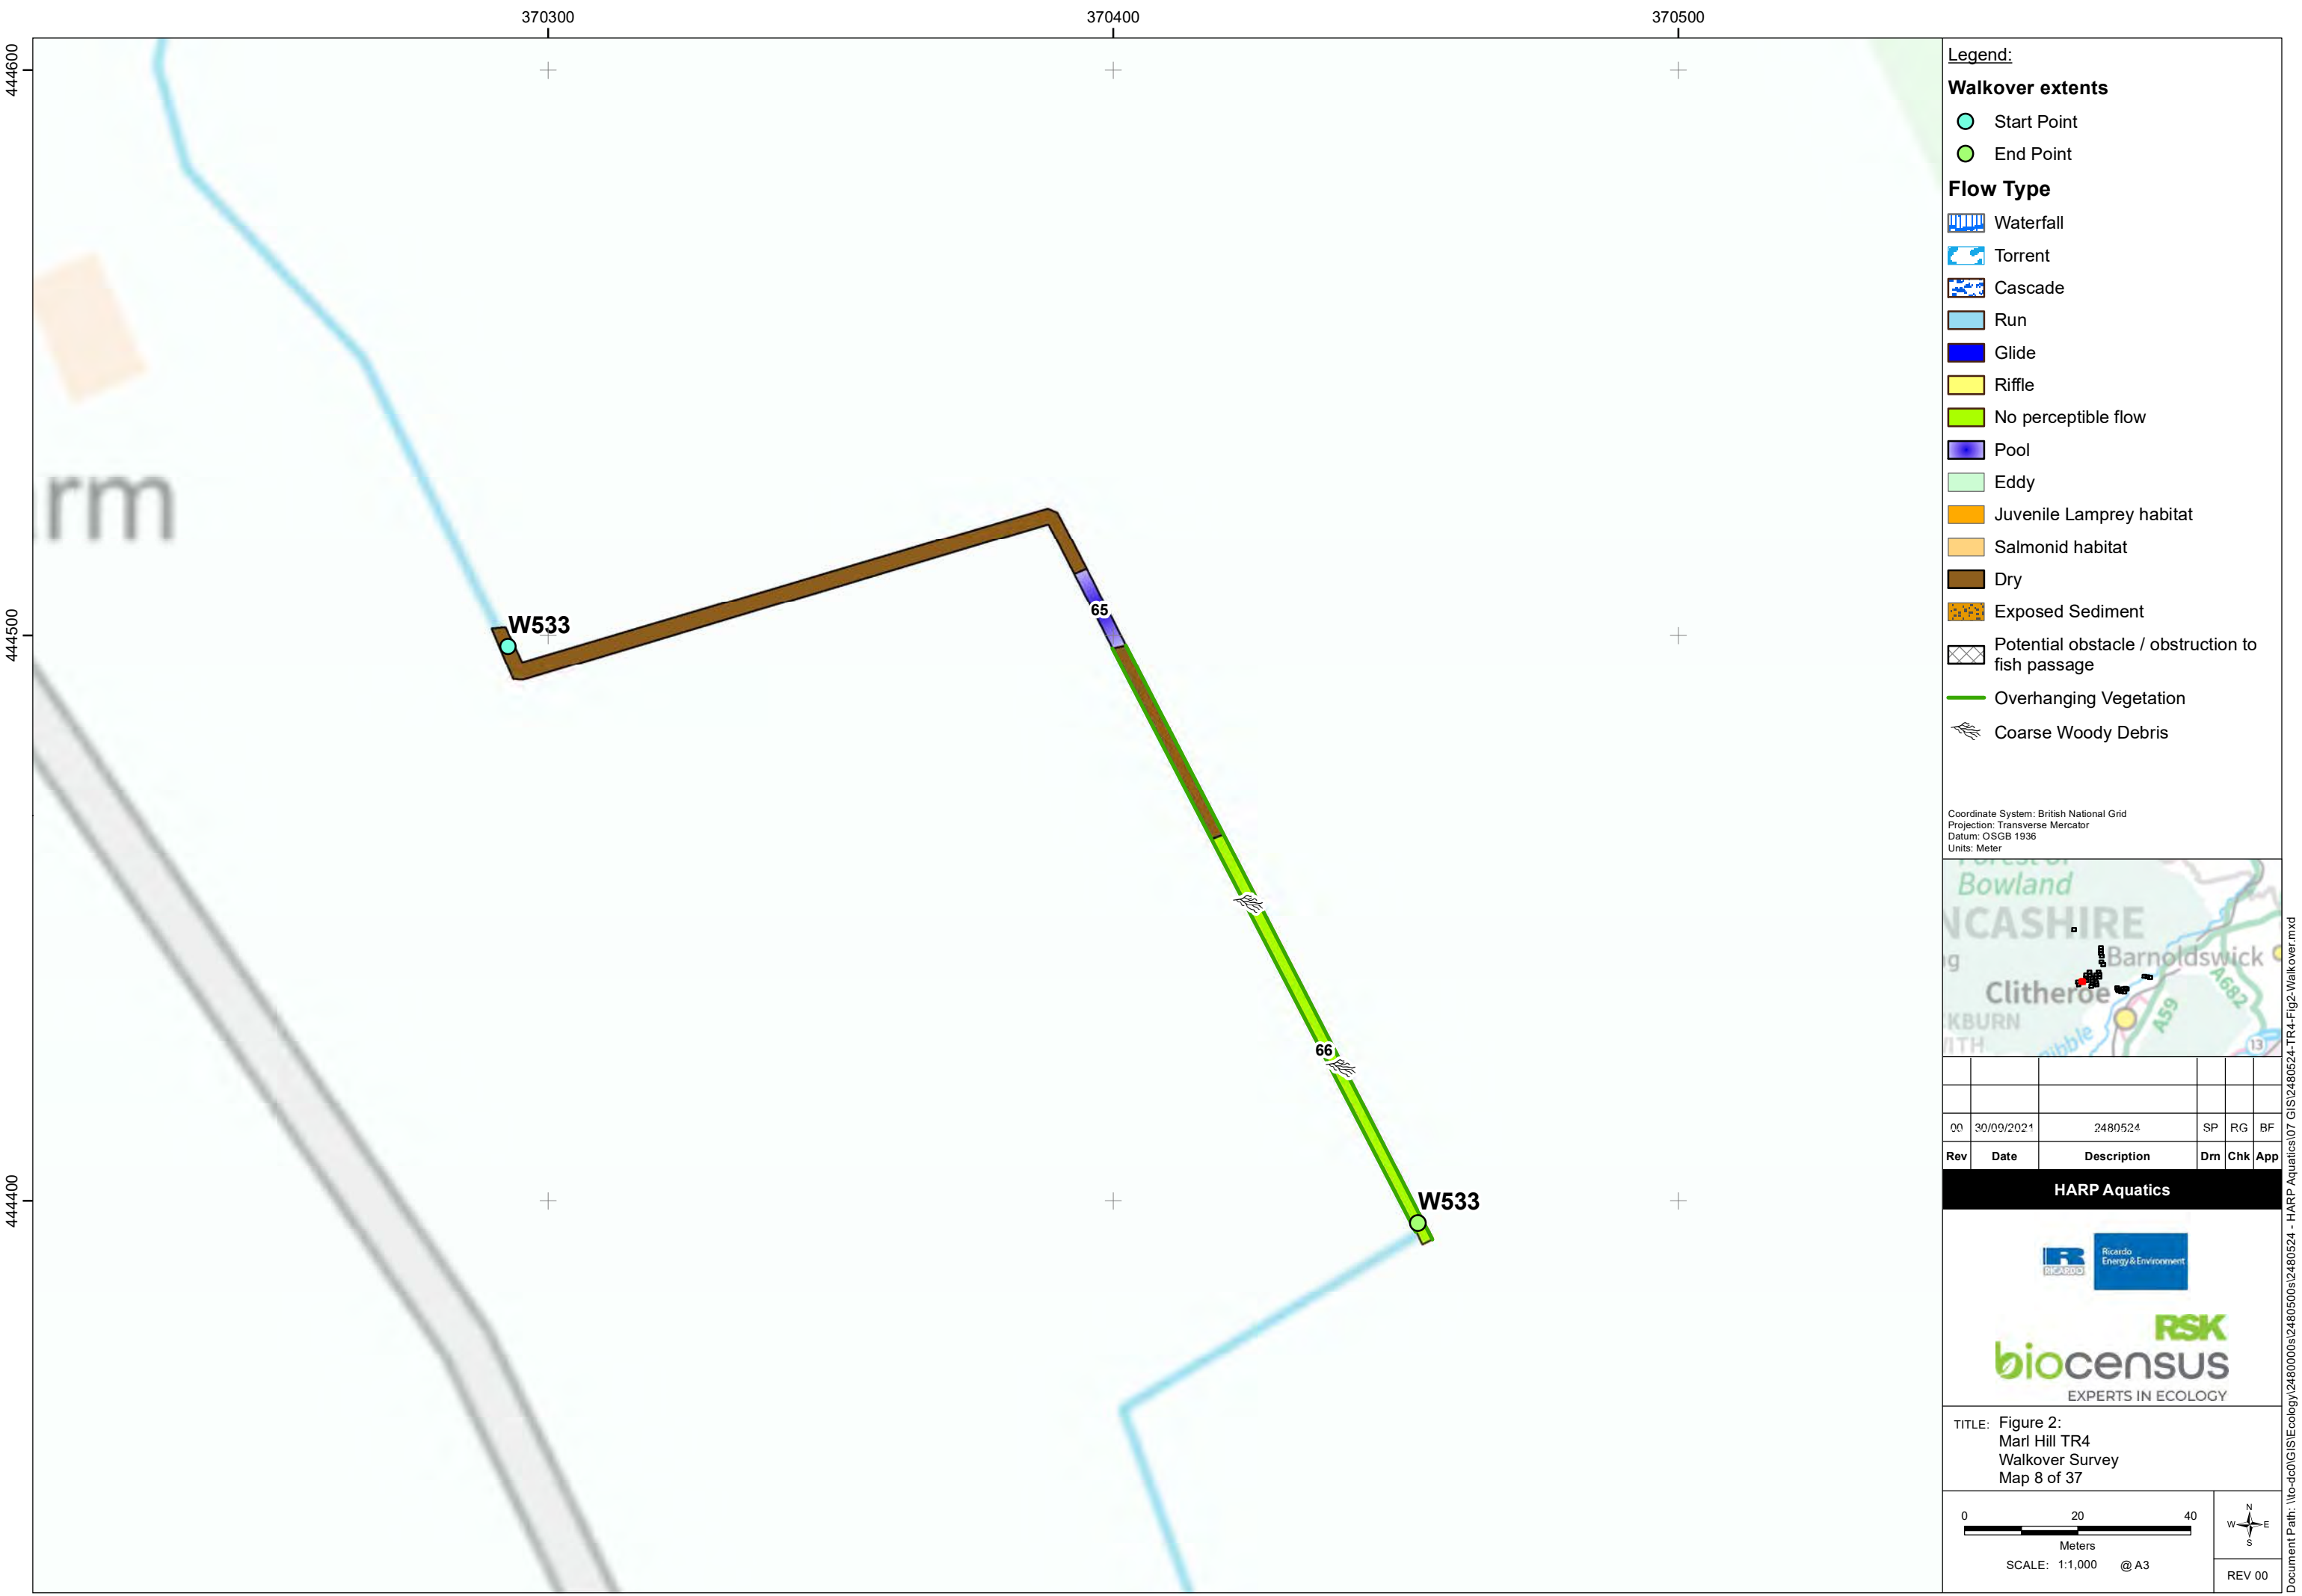 370300
370400
370500
444600
444500
444400
rm
W533
65
66
W533
Legend:
Walkover extents
Start Point
End Point
Flow Type
Waterfall
Torrent
Cascade
Run
Glide
Riffle
No perceptible flow
Pool
Eddy
Juvenile Lamprey habitat
Salmonid habitat
Dry
Exposed Sediment
Potential obstacle / obstruction to
fish passage
Overhanging Vegetation
Coarse Woody Debris
Coordinate System: British National Grid
Projection: Transverse Mercator
Datum: OSGB 1936
Units: Meter
Forest of
Bowland
NCASHIRE
g
Barnoldswick
Clitheroe
A682
KBURN
A59
WITH
Ribble
13
00 30/09/2021 2480524 SP RG BF
Rev Date Description Drn Chk App
HARP Aquatics
R
RICARDO
Ricardo
Energy & Environment
RSK
biocensus
EXPERTS IN ECOLOGY
TITLE: Figure 2:
Marl Hill TR4
Walkover Survey
Map 8 of 37
0 20 40
Meters
SCALE: 1:1,000 @ A3
N
W E
S
REV 00
Document Path: \\to-dc0\GIS\Ecology\2480000s\2480500s\2480524 - HARP Aquatics\07 GIS\2480524-TR4-Fig2-Walkover.mxd